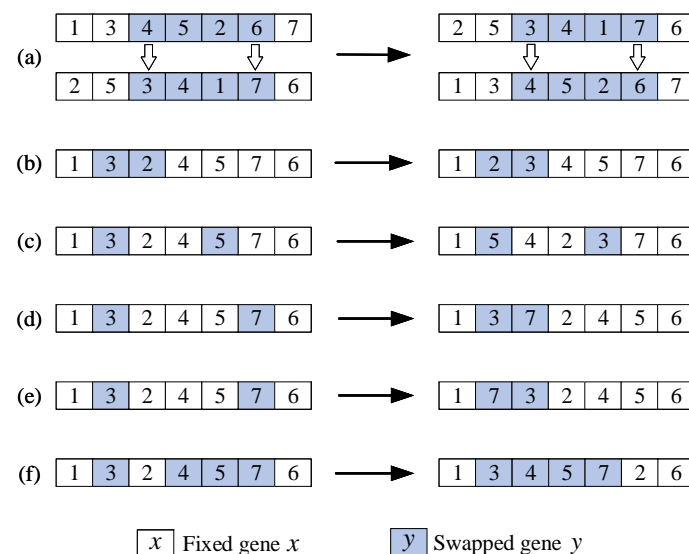 1 3 4 5 2 6 7 2 5 3 4 1 7 6
(a)
2 5 3 4 1 7 6 1 3 4 5 2 6 7
(b) 1 3 2 4 5 7 6 1 2 3 4 5 7 6
(c) 1 3 2 4 5 7 6 1 5 4 2 3 7 6
(d) 1 3 2 4 5 7 6 1 3 7 2 4 5 6
(e) 1 3 2 4 5 7 6 1 7 3 2 4 5 6
(f) 1 3 2 4 5 7 6 1 3 4 5 7 2 6
x Fixed gene x y Swapped gene y